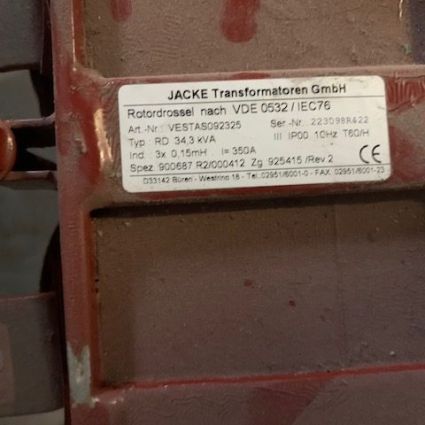 JACKE Transformatoren GmbH
Rotordrossel nach VDE 0532 / IEC76
Art.-Nr.: VESTAS092325 Ser.-Nr. 223098R422
Typ : RD 34,3 kVA III IP00 10Hz T60/H
Ind.: 3x 0,15mH I= 350A
Spez. 900687 R2/000412 Zg. 925415 /Rev.2 CE
D33142 Büren - Westring 18 - Tel.:02951/6001-0 - FAX. 02951/6001-23